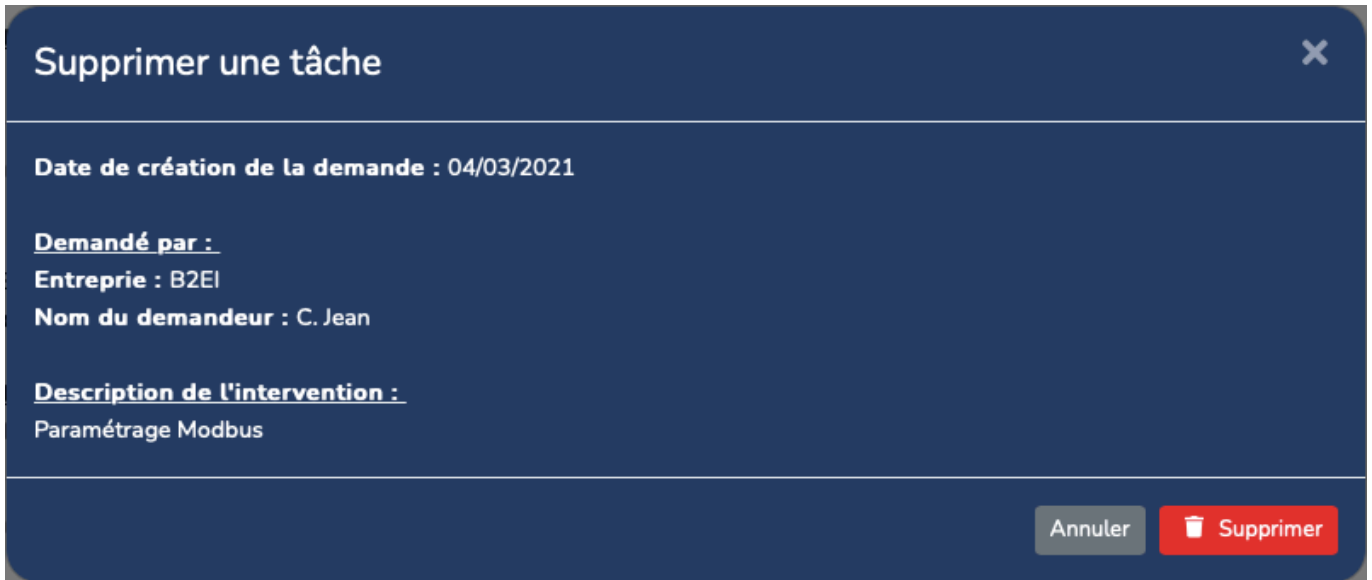 Supprimer une tâche
Date de création de la demande : 04/03/2021
Demandé par :
Entreprie : B2EI
Nom du demandeur : C. Jean
Description de l'intervention :
Paramétrage Modbus
Annuler Supprimer